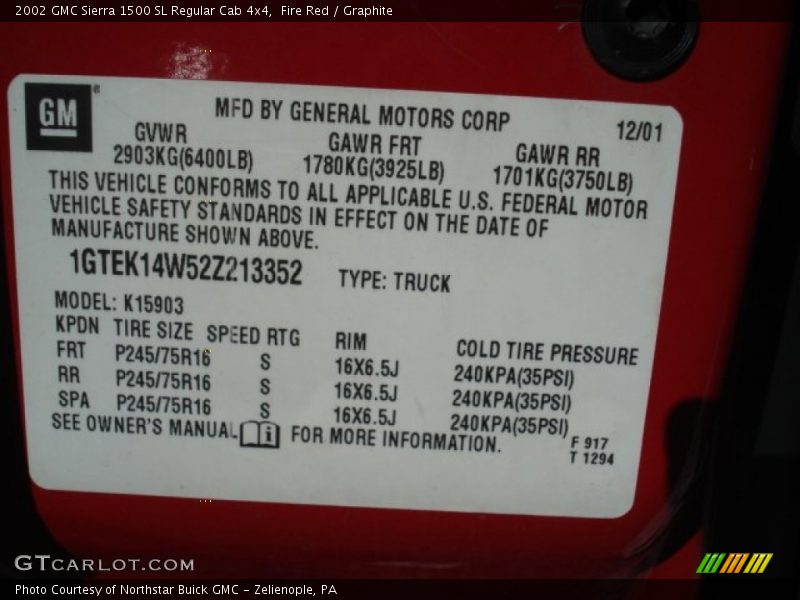 2002 GMC Sierra 1500 SL Regular Cab 4x4,  Fire Red / Graphite
GM®
MFD BY GENERAL MOTORS CORP
12/01
GVWR GAWR FRT GAWR RR
2903KG(6400LB) 1780KG(3925LB) 1701KG(3750LB)
THIS VEHICLE CONFORMS TO ALL APPLICABLE U.S. FEDERAL MOTOR
VEHICLE SAFETY STANDARDS IN EFFECT ON THE DATE OF
MANUFACTURE SHOWN ABOVE.
1GTEK14W52Z213352 TYPE: TRUCK
MODEL: K15903
KPDN TIRE SIZE SPEED RTG RIM COLD TIRE PRESSURE
FRT P245/75R16 S 16X6.5J 240KPA(35PSI)
RR P245/75R16 S 16X6.5J 240KPA(35PSI)
SPA P245/75R16 S 16X6.5J 240KPA(35PSI)
SEE OWNER'S MANUAL i FOR MORE INFORMATION.
F 917
T 1294
GTCARLOT.COM
Photo Courtesy of Northstar Buick GMC - Zelienople, PA